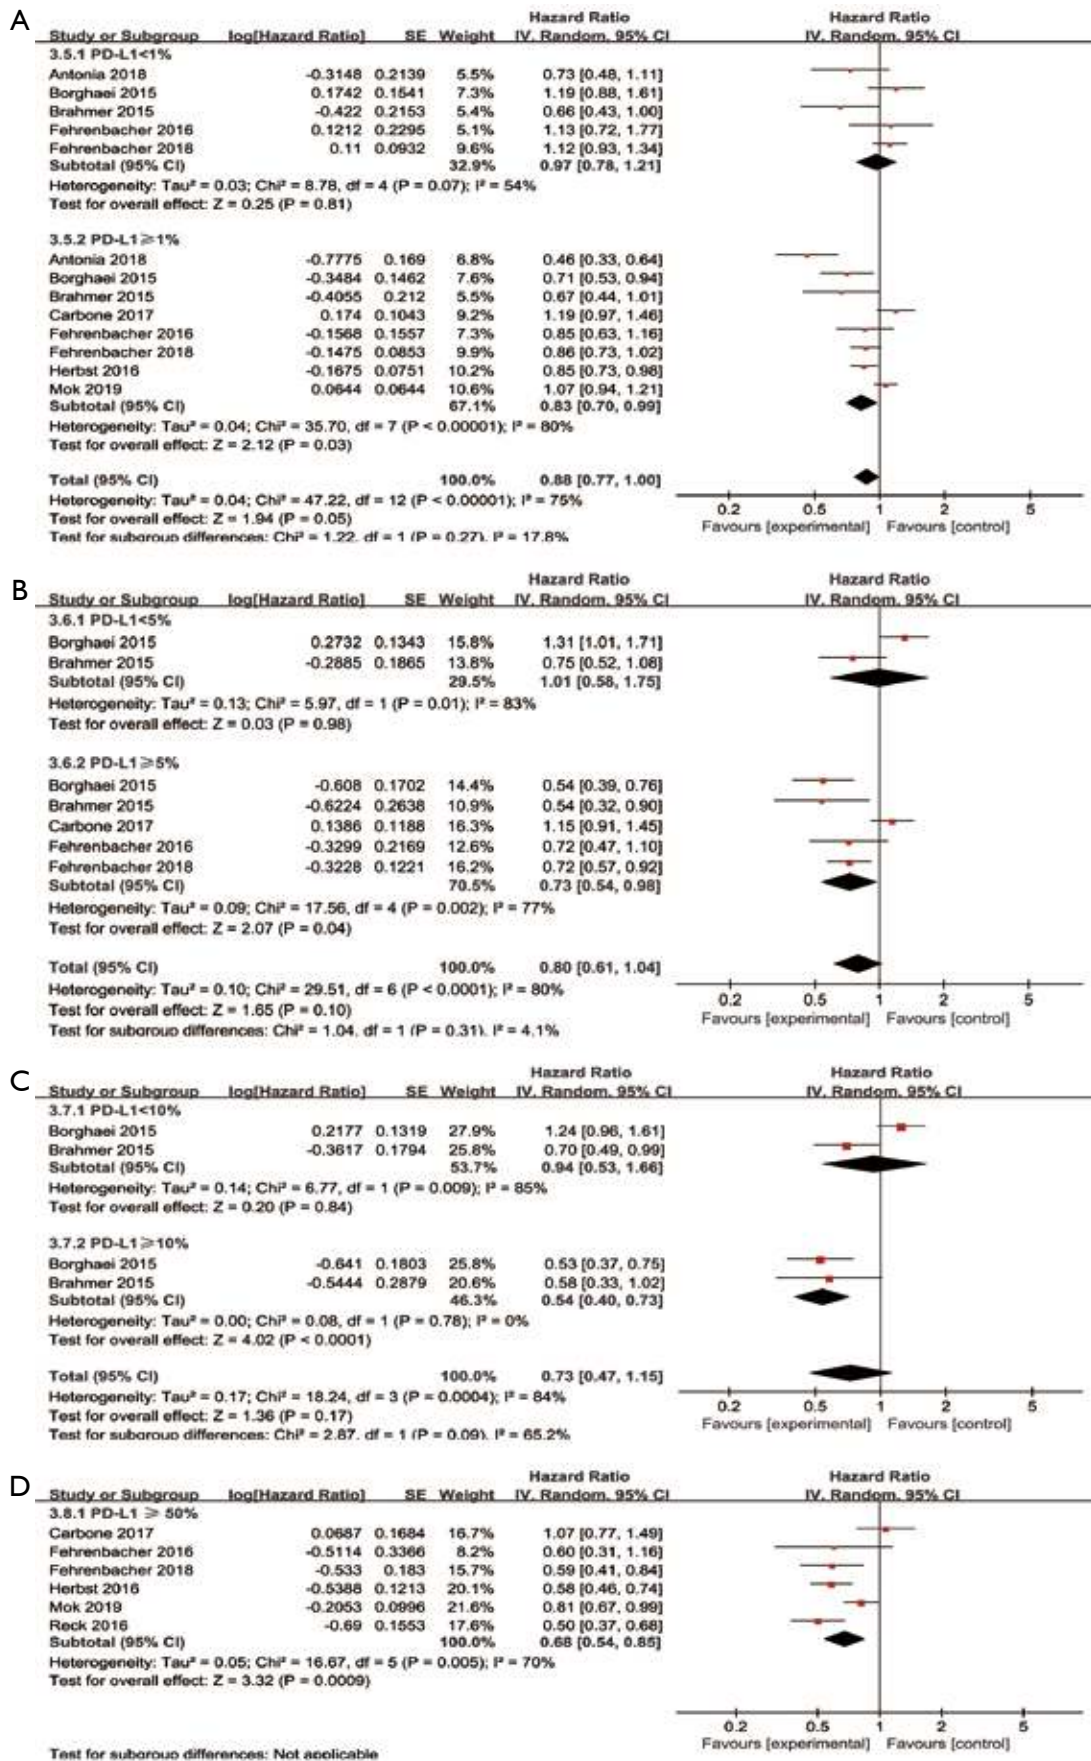 A
Hazard Ratio Hazard Ratio
Study or Subgroup log[Hazard Ratio] SE Weight IV, Random, 95% CI IV, Random, 95% CI
3.5.1 PD-L1<1%
Antonia 2018 -0.3148 0.2139 5.5% 0.73 [0.48, 1.11]
Borghaei 2015 0.1742 0.1541 7.3% 1.19 [0.88, 1.61]
Brahmer 2015 -0.422 0.2153 5.4% 0.66 [0.43, 1.00]
Fehrenbacher 2016 0.1212 0.2295 5.1% 1.13 [0.72, 1.77]
Fehrenbacher 2018 0.11 0.0932 9.6% 1.12 [0.93, 1.34]
Subtotal (95% CI) 32.9% 0.97 [0.78, 1.21]
Heterogeneity: Tau² = 0.03; Chi² = 8.78, df = 4 (P = 0.07); I² = 54%
Test for overall effect: Z = 0.25 (P = 0.81)
3.5.2 PD-L1≥1%
Antonia 2018 -0.7775 0.169 6.8% 0.46 [0.33, 0.64]
Borghaei 2015 -0.3484 0.1462 7.6% 0.71 [0.53, 0.94]
Brahmer 2015 -0.4055 0.212 5.5% 0.67 [0.44, 1.01]
Carbone 2017 0.174 0.1043 9.2% 1.19 [0.97, 1.46]
Fehrenbacher 2016 -0.1568 0.1557 7.3% 0.85 [0.63, 1.16]
Fehrenbacher 2018 -0.1475 0.0853 9.9% 0.86 [0.73, 1.02]
Herbst 2016 -0.1675 0.0751 10.2% 0.85 [0.73, 0.98]
Mok 2019 0.0644 0.0644 10.6% 1.07 [0.94, 1.21]
Subtotal (95% CI) 67.1% 0.83 [0.70, 0.99]
Heterogeneity: Tau² = 0.04; Chi² = 35.70, df = 7 (P < 0.00001); I² = 80%
Test for overall effect: Z = 2.12 (P = 0.03)
Total (95% CI) 100.0% 0.88 [0.77, 1.00]
Heterogeneity: Tau² = 0.04; Chi² = 47.22, df = 12 (P < 0.00001); I² = 75%
0.2 0.5 1 2 5
Test for overall effect: Z = 1.94 (P = 0.05)
Favours [experimental] Favours [control]
Test for subgroup differences: Chi² = 1.22, df = 1 (P = 0.27), I² = 17.8%
B
Hazard Ratio Hazard Ratio
Study or Subgroup log[Hazard Ratio] SE Weight IV, Random, 95% CI IV, Random, 95% CI
3.6.1 PD-L1<5%
Borghaei 2015 0.2732 0.1343 15.8% 1.31 [1.01, 1.71]
Brahmer 2015 -0.2885 0.1865 13.8% 0.75 [0.52, 1.08]
Subtotal (95% CI) 29.5% 1.01 [0.58, 1.75]
Heterogeneity: Tau² = 0.13; Chi² = 5.97, df = 1 (P = 0.01); I² = 83%
Test for overall effect: Z = 0.03 (P = 0.98)
3.6.2 PD-L1≥5%
Borghaei 2015 -0.608 0.1702 14.4% 0.54 [0.39, 0.76]
Brahmer 2015 -0.6224 0.2638 10.9% 0.54 [0.32, 0.90]
Carbone 2017 0.1386 0.1188 16.3% 1.15 [0.91, 1.45]
Fehrenbacher 2016 -0.3299 0.2169 12.6% 0.72 [0.47, 1.10]
Fehrenbacher 2018 -0.3228 0.1221 16.2% 0.72 [0.57, 0.92]
Subtotal (95% CI) 70.5% 0.73 [0.54, 0.98]
Heterogeneity: Tau² = 0.09; Chi² = 17.56, df = 4 (P = 0.002); I² = 77%
Test for overall effect: Z = 2.07 (P = 0.04)
Total (95% CI) 100.0% 0.80 [0.61, 1.04]
Heterogeneity: Tau² = 0.10; Chi² = 29.51, df = 6 (P < 0.0001); I² = 80%
0.2 0.5 1 2 5
Test for overall effect: Z = 1.65 (P = 0.10)
Favours [experimental] Favours [control]
Test for subgroup differences: Chi² = 1.04, df = 1 (P = 0.31), I² = 4.1%
C
Hazard Ratio Hazard Ratio
Study or Subgroup log[Hazard Ratio] SE Weight IV, Random, 95% CI IV, Random, 95% CI
3.7.1 PD-L1<10%
Borghaei 2015 0.2177 0.1319 27.9% 1.24 [0.96, 1.61]
Brahmer 2015 -0.3617 0.1794 25.8% 0.70 [0.49, 0.99]
Subtotal (95% CI) 53.7% 0.94 [0.53, 1.66]
Heterogeneity: Tau² = 0.14; Chi² = 6.77, df = 1 (P = 0.009); I² = 85%
Test for overall effect: Z = 0.20 (P = 0.84)
3.7.2 PD-L1≥10%
Borghaei 2015 -0.641 0.1803 25.8% 0.53 [0.37, 0.75]
Brahmer 2015 -0.5444 0.2879 20.6% 0.58 [0.33, 1.02]
Subtotal (95% CI) 46.3% 0.54 [0.40, 0.73]
Heterogeneity: Tau² = 0.00; Chi² = 0.08, df = 1 (P = 0.78); I² = 0%
Test for overall effect: Z = 4.02 (P < 0.0001)
Total (95% CI) 100.0% 0.73 [0.47, 1.15]
Heterogeneity: Tau² = 0.17; Chi² = 18.24, df = 3 (P = 0.0004); I² = 84%
0.2 0.5 1 2 5
Test for overall effect: Z = 1.36 (P = 0.17)
Favours [experimental] Favours [control]
Test for subgroup differences: Chi² = 2.87, df = 1 (P = 0.09), I² = 65.2%
D
Hazard Ratio Hazard Ratio
Study or Subgroup log[Hazard Ratio] SE Weight IV, Random, 95% CI IV, Random, 95% CI
3.8.1 PD-L1 ≥ 50%
Carbone 2017 0.0687 0.1684 16.7% 1.07 [0.77, 1.49]
Fehrenbacher 2016 -0.5114 0.3366 8.2% 0.60 [0.31, 1.16]
Fehrenbacher 2018 -0.533 0.183 15.7% 0.59 [0.41, 0.84]
Herbst 2016 -0.5388 0.1213 20.1% 0.58 [0.46, 0.74]
Mok 2019 -0.2053 0.0996 21.6% 0.81 [0.67, 0.99]
Reck 2016 -0.69 0.1553 17.6% 0.50 [0.37, 0.68]
Subtotal (95% CI) 100.0% 0.68 [0.54, 0.85]
Heterogeneity: Tau² = 0.05; Chi² = 16.67, df = 5 (P = 0.005); I² = 70%
Test for overall effect: Z = 3.32 (P = 0.0009)
0.2 0.5 1 2 5
Favours [experimental] Favours [control]
Test for subgroup differences: Not applicable